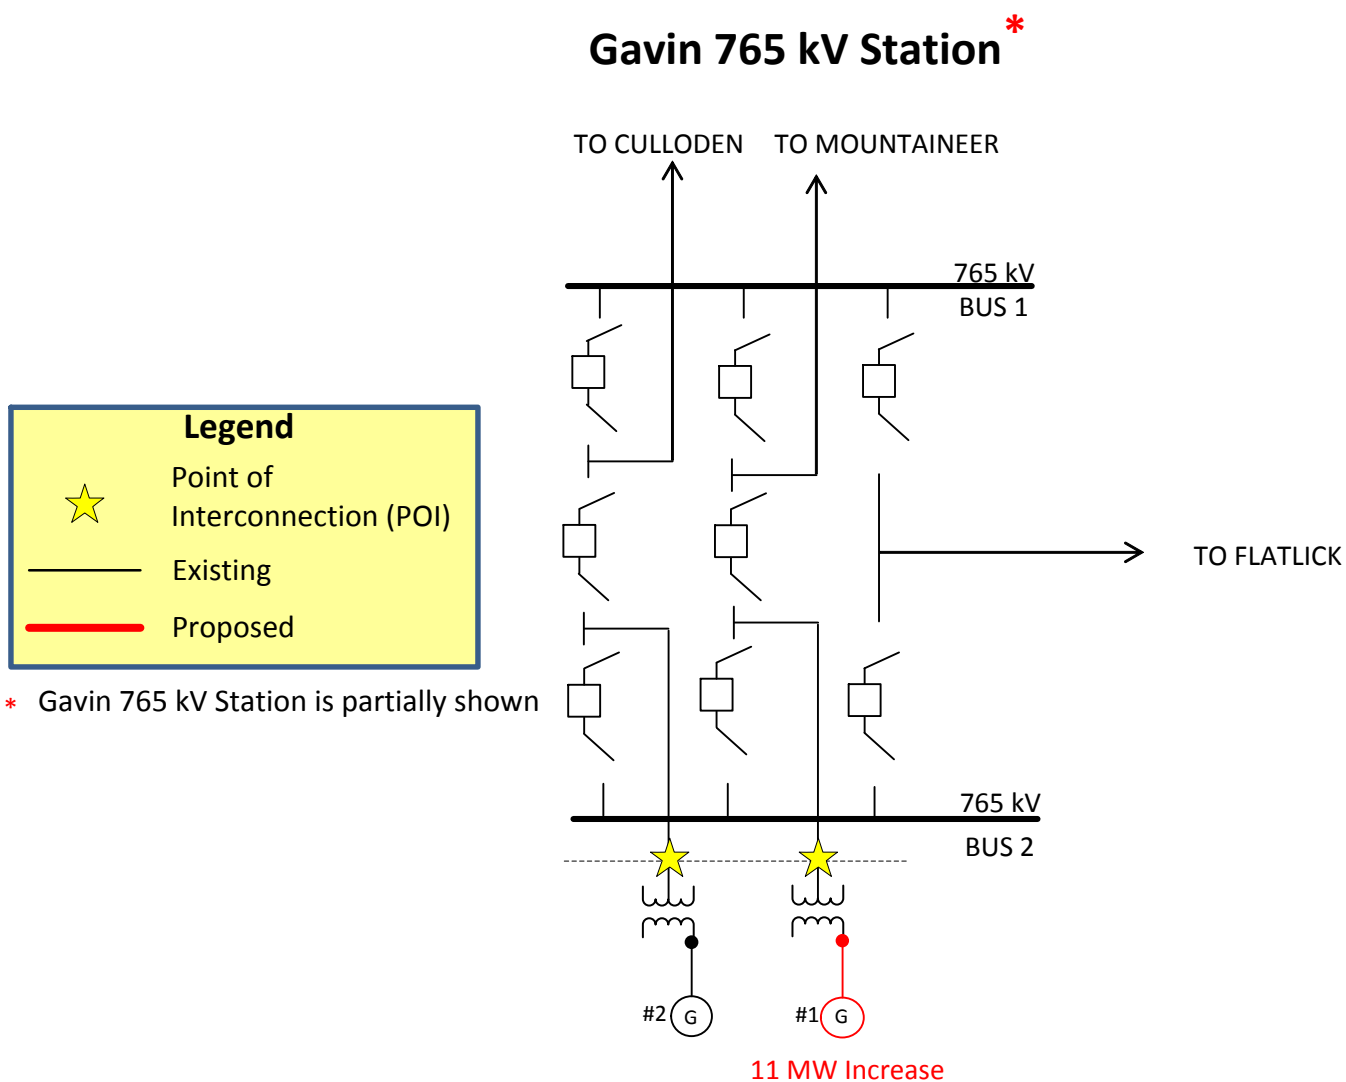 Gavin 765 kV Station*
TO CULLODEN
TO MOUNTAINEER
765 kV
BUS 1
Legend
Point of
Interconnection (POI)
Existing
Proposed
* Gavin 765 kV Station is partially shown
TO FLATLICK
765 kV
BUS 2
#2
G
#1
G
11 MW Increase